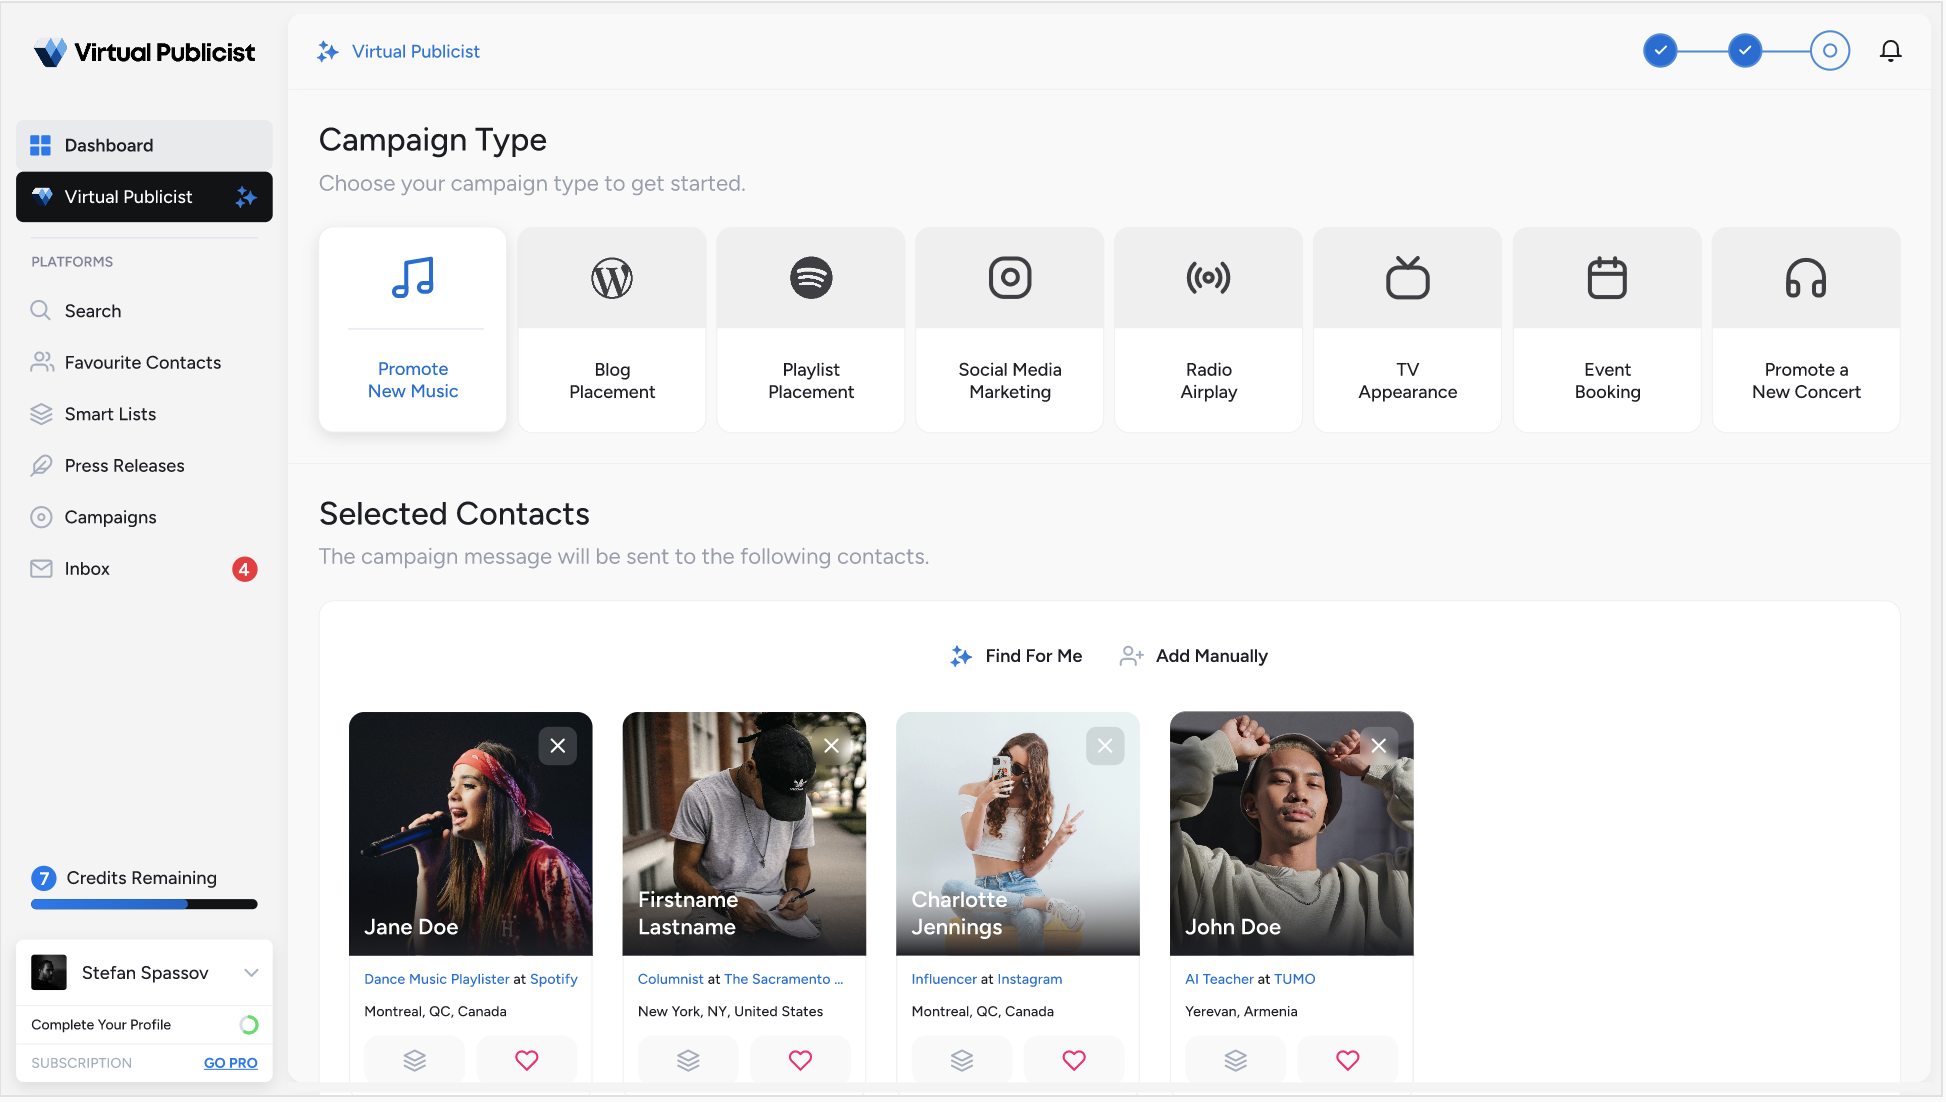 Virtual Publicist
Dashboard
Virtual Publicist
PLATFORMS
Search
Favourite Contacts
Smart Lists
Press Releases
Campaigns
Inbox
4
7
Credits Remaining
Stefan Spassov
Complete Your Profile
SUBSCRIPTION
GO PRO
Virtual Publicist
Campaign Type
Choose your campaign type to get started.
Promote
New Music
Blog
Placement
Playlist
Placement
Social Media
Marketing
Radio
Airplay
TV
Appearance
Event
Booking
Promote a
New Concert
Selected Contacts
The campaign message will be sent to the following contacts.
Find For Me
Add Manually
Jane Doe
Dance Music Playlister at Spotify
Montreal, QC, Canada
Firstname
Lastname
Columnist at The Sacramento ...
New York, NY, United States
Charlotte
Jennings
Influencer at Instagram
Montreal, QC, Canada
John Doe
AI Teacher at TUMO
Yerevan, Armenia